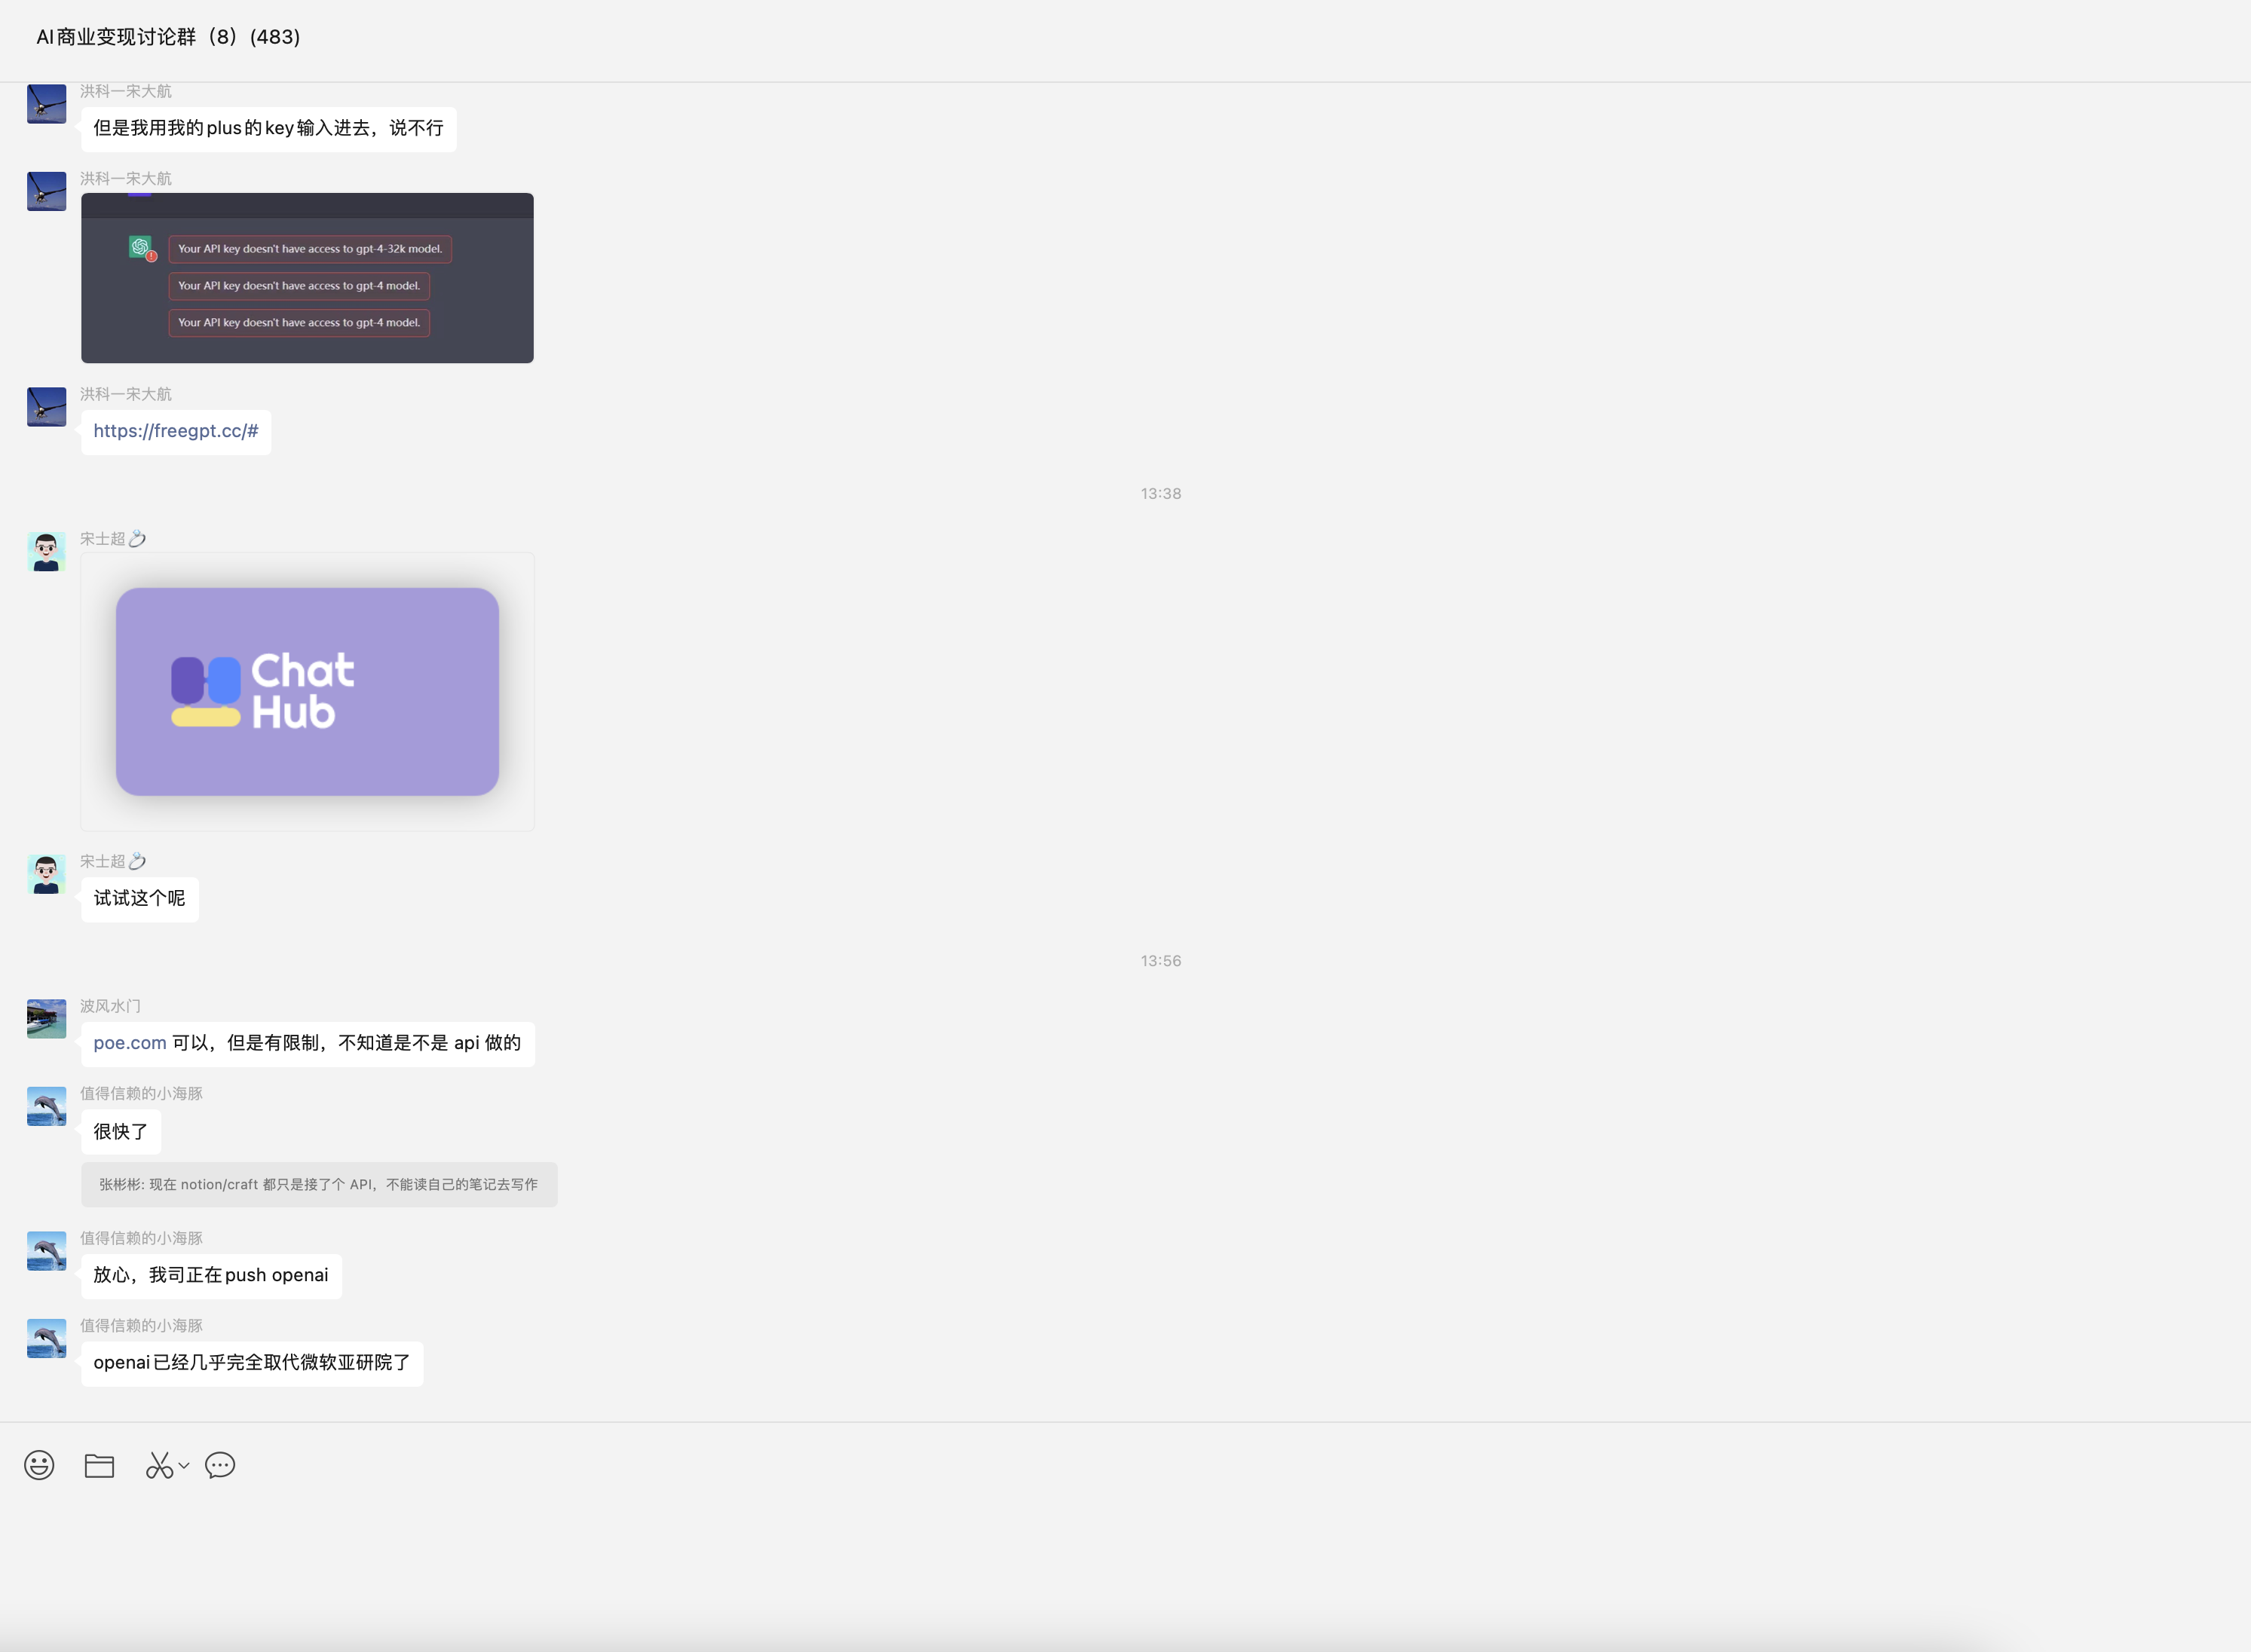 AI商业变现讨论群（8）(483)
洪科一宋大航
但是我用我的plus的key输入进去，说不行
洪科一宋大航
Your API key doesn't have access to gpt-4-32k model.
Your API key doesn't have access to gpt-4 model.
Your API key doesn't have access to gpt-4 model.
洪科一宋大航
https://freegpt.cc/#
13:38
宋士超💍
Chat
Hub
宋士超💍
试试这个呢
13:56
波风水门
poe.com 可以，但是有限制，不知道是不是 api 做的
值得信赖的小海豚
很快了
张彬彬: 现在 notion/craft 都只是接了个 API，不能读自己的笔记去写作
值得信赖的小海豚
放心，我司正在push openai
值得信赖的小海豚
openai已经几乎完全取代微软亚研院了